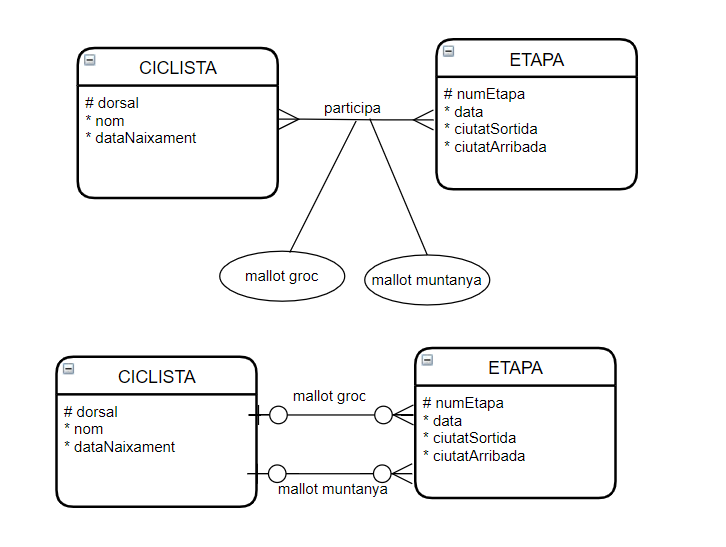 CICLISTA
# dorsal
* nom
* dataNaixament
participa
ETAPA
# numEtapa
* data
* ciutatSortida
* ciutatArribada
mallot groc
mallot muntanya
CICLISTA
# dorsal
* nom
* dataNaixament
mallot groc
mallot muntanya
ETAPA
# numEtapa
* data
* ciutatSortida
* ciutatArribada